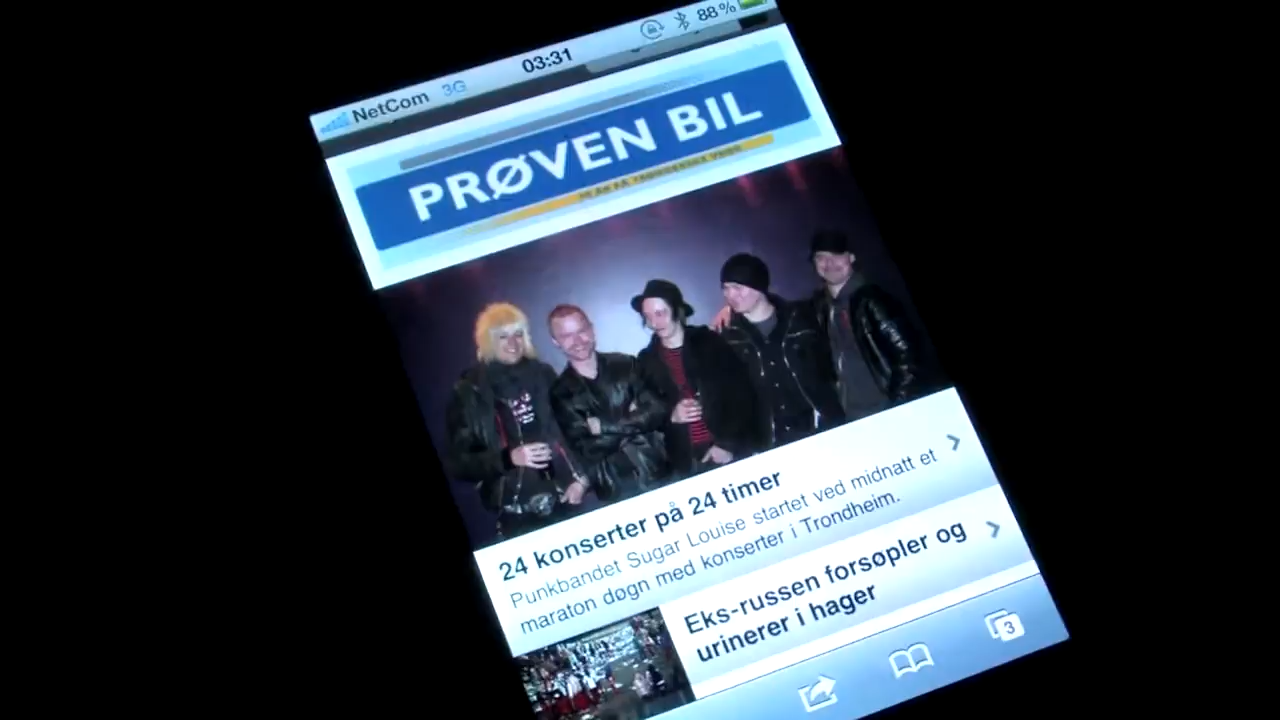 NetCom 3G 03:31 88%
PRØVEN BIL
24 konserter på 24 timer
Punkbandet Sugar Louise startet ved midnatt et
maraton døgn med konserter i Trondheim.
Eks-russen forsøpler og
urinerer i hager
3